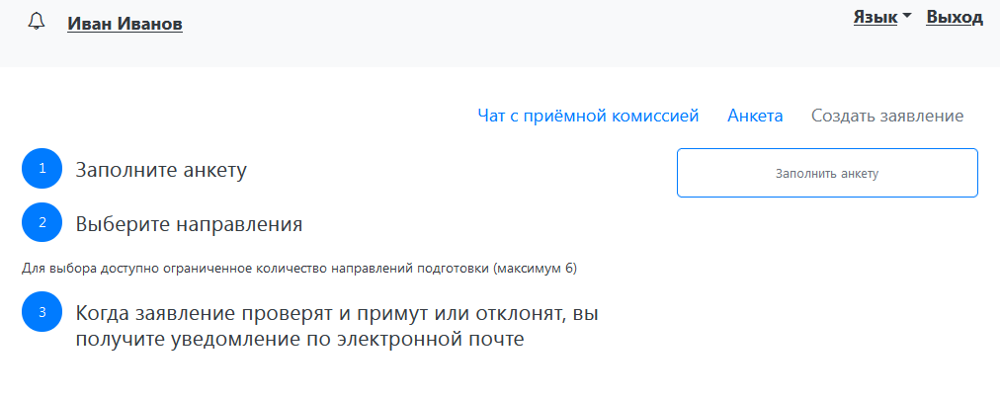 Иван Иванов
Язык
Выход
Чат с приёмной комиссией
Анкета
Создать заявление
1
Заполните анкету
Заполнить анкету
2
Выберите направления
Для выбора доступно ограниченное количество направлений подготовки (максимум 6)
3
Когда заявление проверят и примут или отклонят, вы
получите уведомление по электронной почте